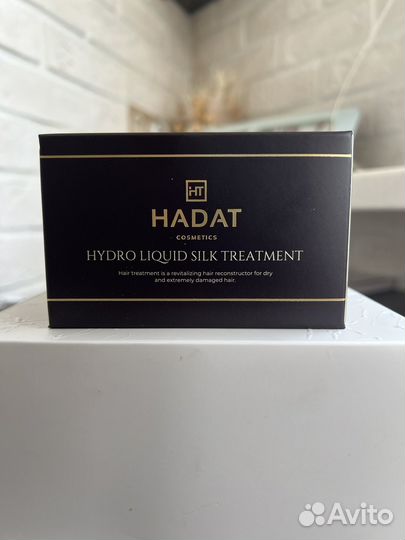 HT
HADAT
COSMETICS
HYDRO LIQUID SILK TREATMENT
Hair treatment is a revitalizing hair reconstructor for dry
and extremely damaged hair.
Avito